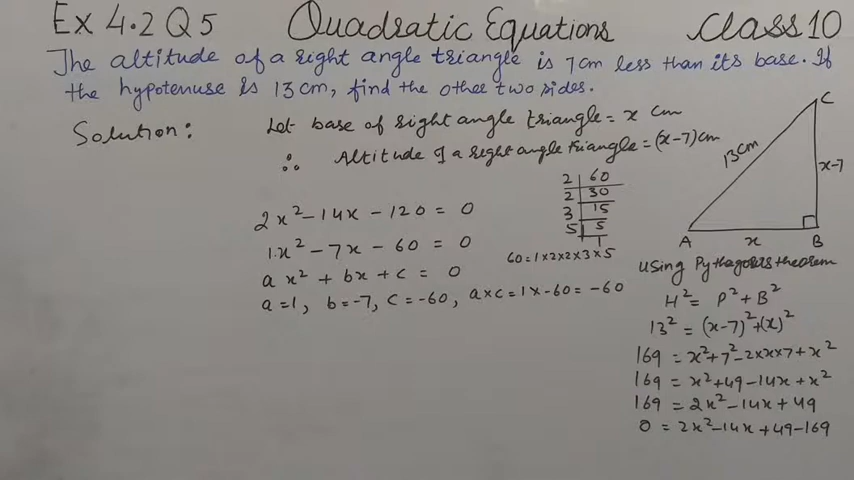 Ex 4.2 Q5 Quadratic Equations Class 10
The altitude of a right angle triangle is 7cm less than its base. If
the hypotenuse is 13cm, find the other two sides.
Solution:
Let base of right angle triangle = x cm
∴ Altitude of a right angle triangle = (x-7)cm
2x²-14x-120=0
1x²-7x-60=0
ax²+bx+c=0
a=1, b=-7, c=-60, a×c=1×-60=-60
2 | 60
2 | 30
3 | 15
5 | 5
1
60=1×2×2×3×5
C
13cm
x-7
A x B
Using Pythagoras theorem
H²=P²+B²
13²=(x-7)²+(x)²
169=x²+7²-2×x×7+x²
169=x²+49-14x+x²
169=2x²-14x+49
0=2x²-14x+49-169